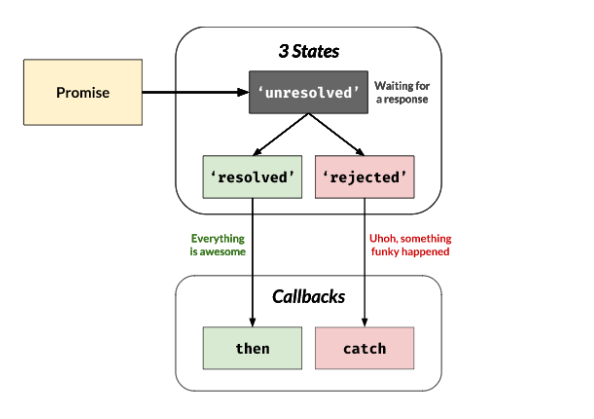 3 States
Promise
‘unresolved’
Waiting for
a response
‘resolved’
‘rejected’
Everything
is awesome
Uhoh, something
funky happened
Callbacks
then
catch